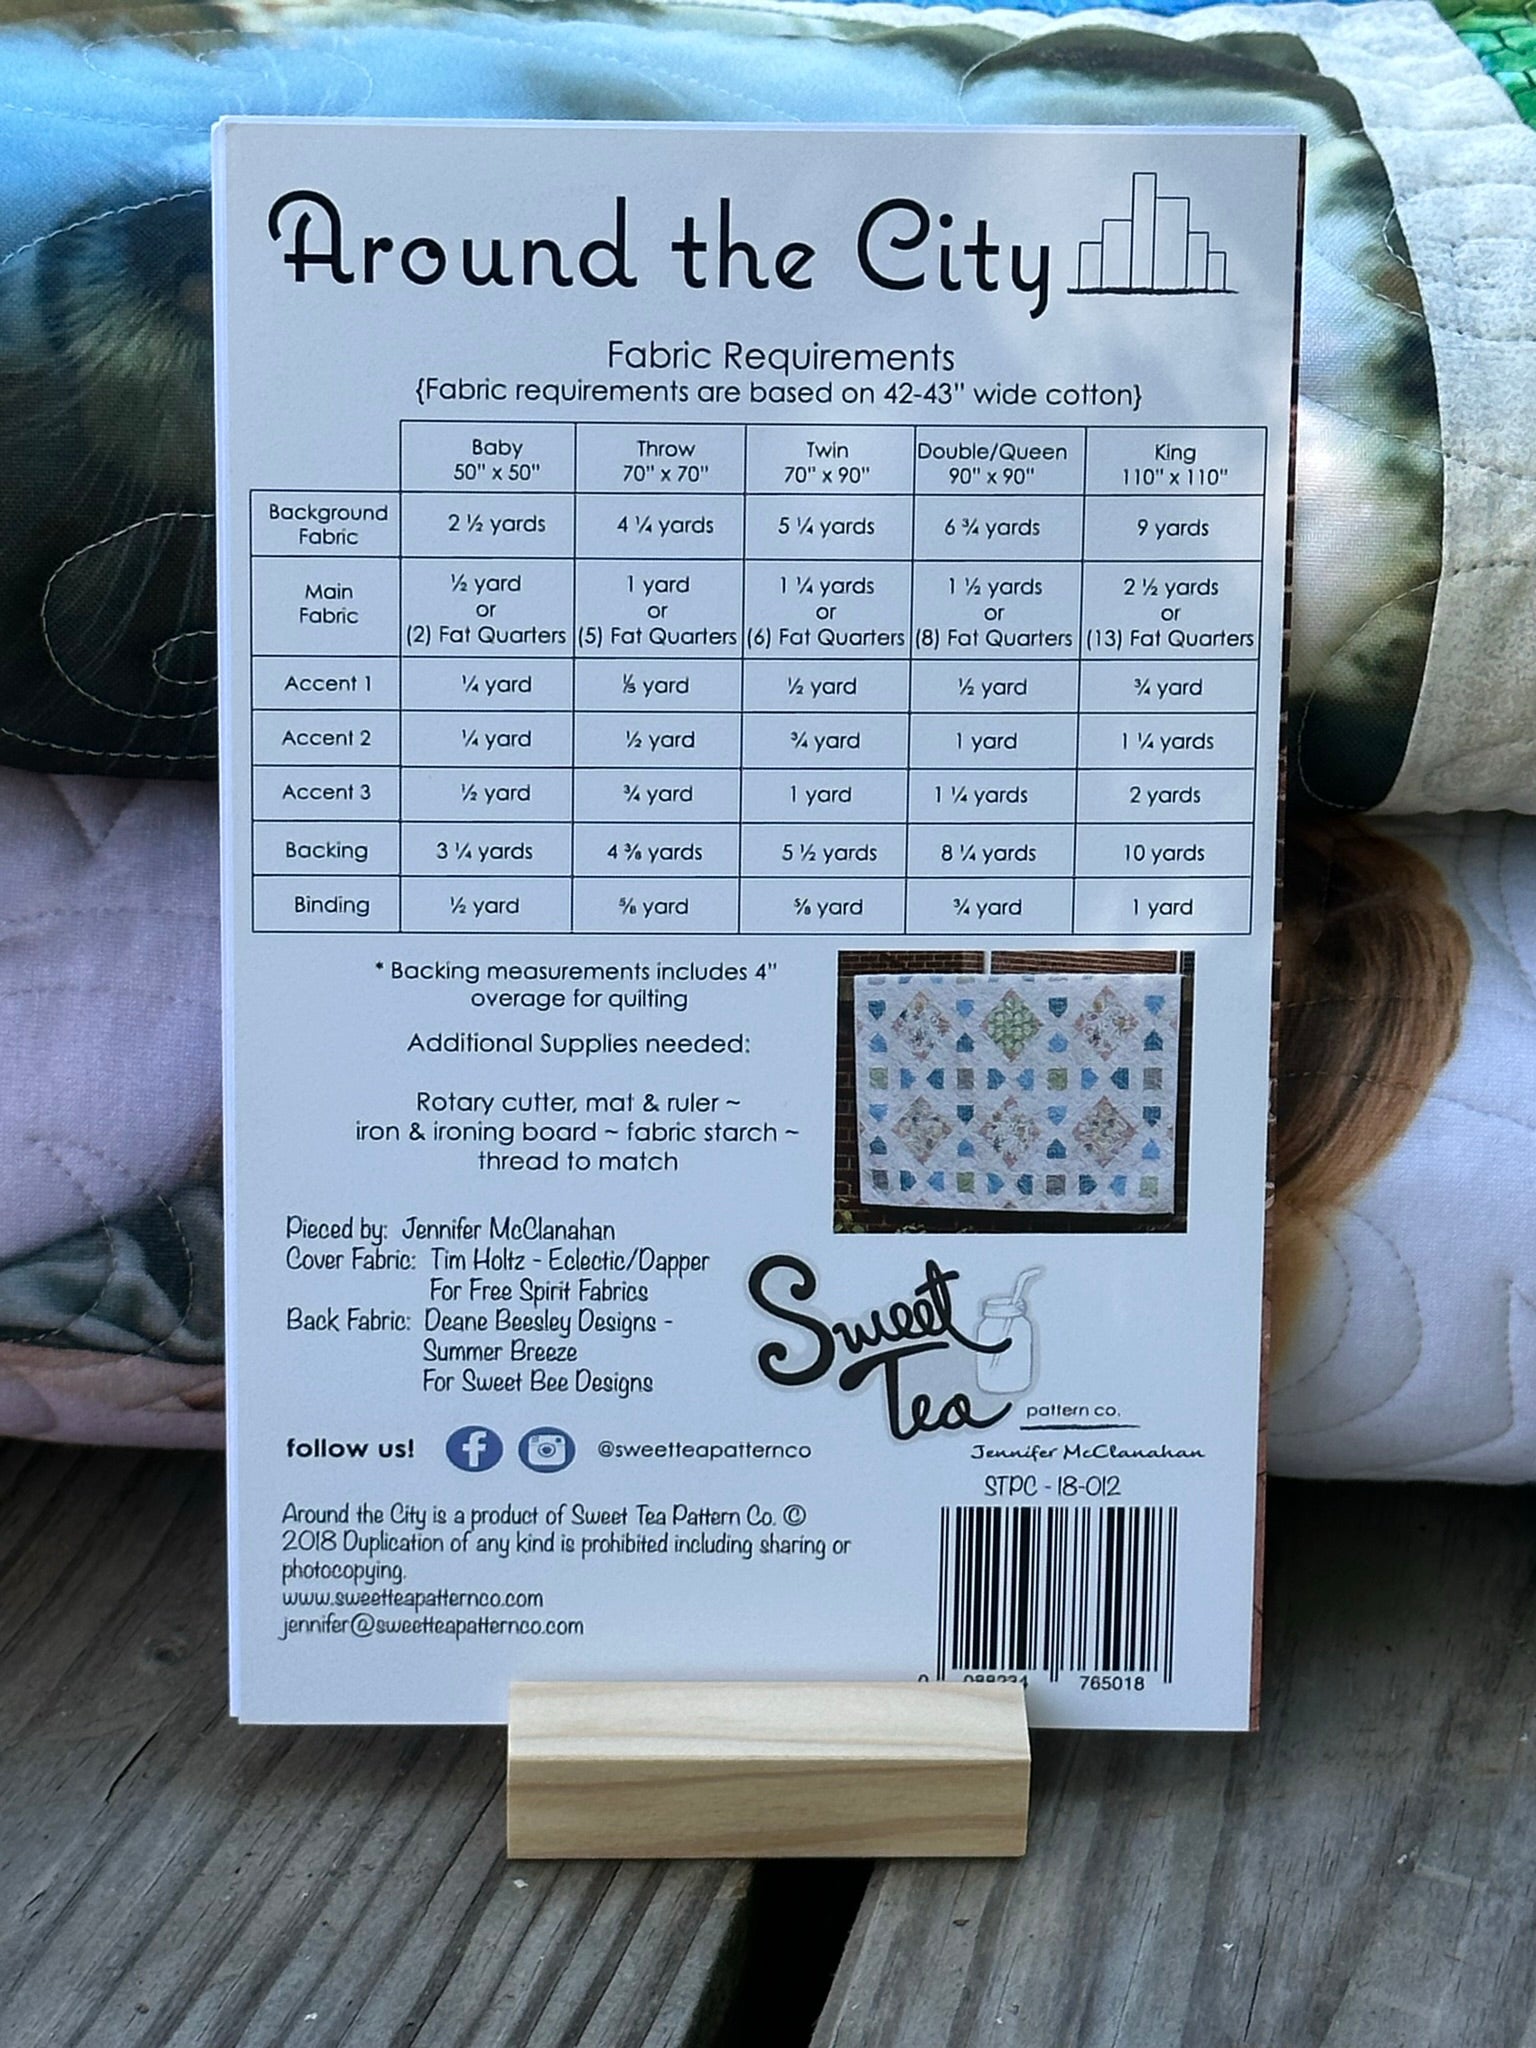 Around the City
Fabric Requirements
{Fabric requirements are based on 42-43" wide cotton}
Baby Throw Twin Double/Queen King
50" x 50" 70" x 70" 70" x 90" 90" x 90" 110" x 110"
Background Fabric 2 ½ yards 4 ¼ yards 5 ¼ yards 6 ¾ yards 9 yards
Main Fabric ½ yard 1 yard 1 ¼ yards 1 ½ yards 2 ½ yards
or or or or or
(2) Fat Quarters (5) Fat Quarters (6) Fat Quarters (8) Fat Quarters (13) Fat Quarters
Accent 1 ¼ yard ⅓ yard ½ yard ½ yard ¾ yard
Accent 2 ¼ yard ½ yard ¾ yard 1 yard 1 ¼ yards
Accent 3 ½ yard ¾ yard 1 yard 1 ¼ yards 2 yards
Backing 3 ¼ yards 4 ⅜ yards 5 ½ yards 8 ¼ yards 10 yards
Binding ½ yard ⅝ yard ⅝ yard ¾ yard 1 yard
* Backing measurements includes 4"
overage for quilting
Additional Supplies needed:
Rotary cutter, mat & ruler ~
iron & ironing board ~ fabric starch ~
thread to match
Pieced by: Jennifer McClanahan
Cover Fabric: Tim Holtz - Eclectic/Dapper
For Free Spirit Fabrics
Back Fabric: Deane Beesley Designs -
Summer Breeze
For Sweet Bee Designs
Sweet
Tea
pattern co.
Jennifer McClanahan
STPC - 18-012
follow us! @sweetteapatternco
Around the City is a product of Sweet Tea Pattern Co. ©
2018 Duplication of any kind is prohibited including sharing or
photocopying.
www.sweetteapatternco.com
jennifer@sweetteapatternco.com
0 088234 765018